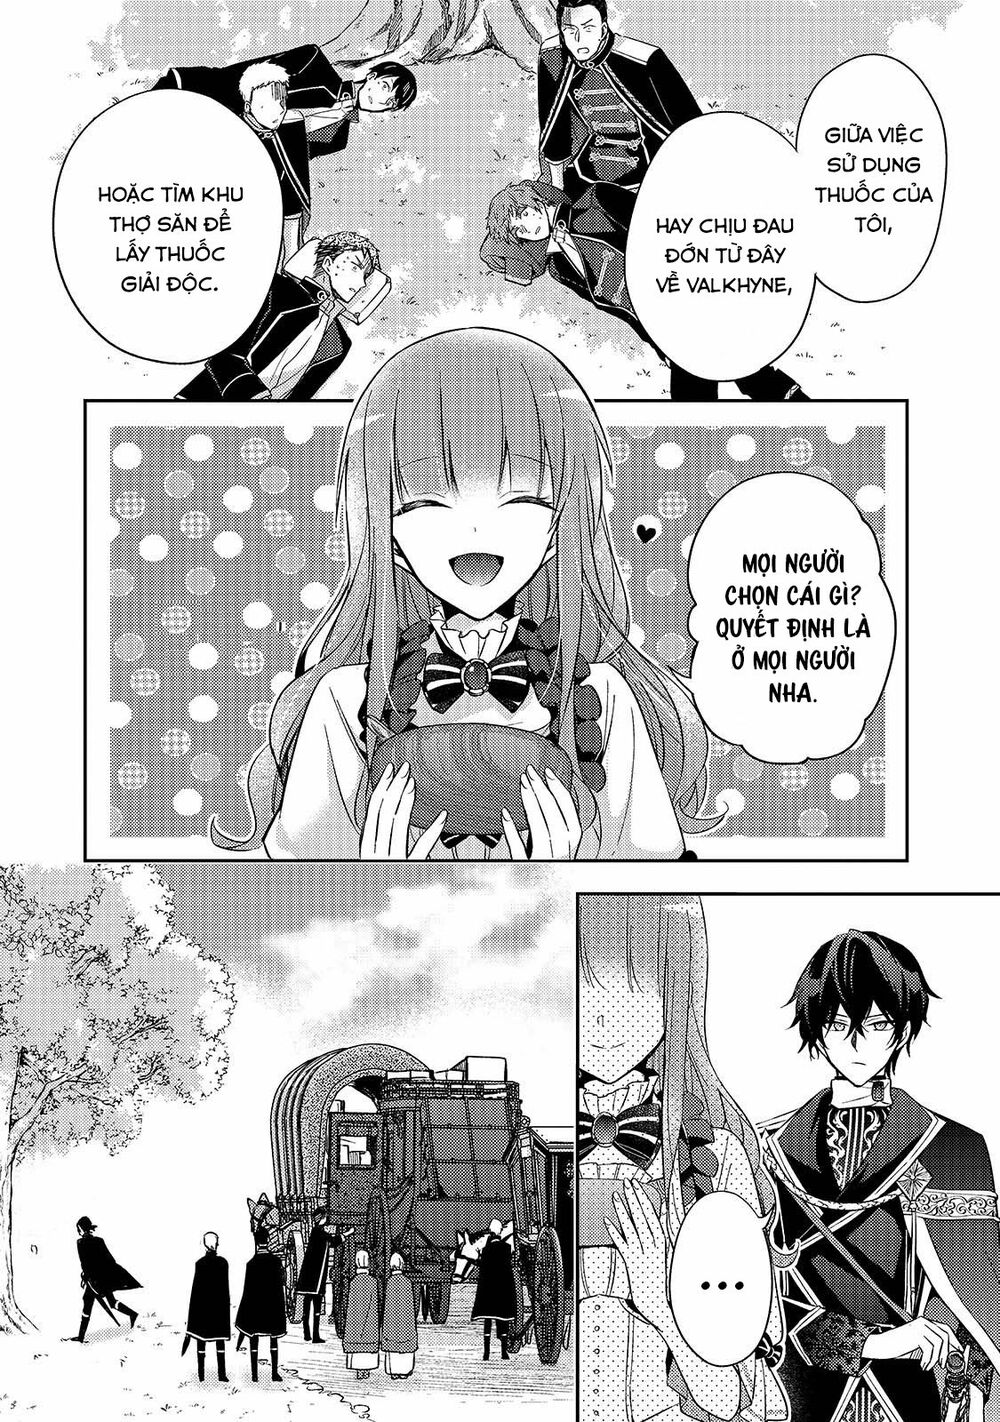 GIỮA VIỆC
SỬ DỤNG
THUỐC CỦA
TÔI,
HAY CHỊU ĐAU
ĐỚN TỪ ĐÂY
VỀ VALKHYNE,
HOẶC TÌM KHU
THỢ SĂN ĐỂ
LẤY THUỐC
GIẢI ĐỘC.
MỌI NGƯỜI
CHỌN CÁI GÌ?
QUYẾT ĐỊNH LÀ
Ở MỌI NGƯỜI
NHA.
...